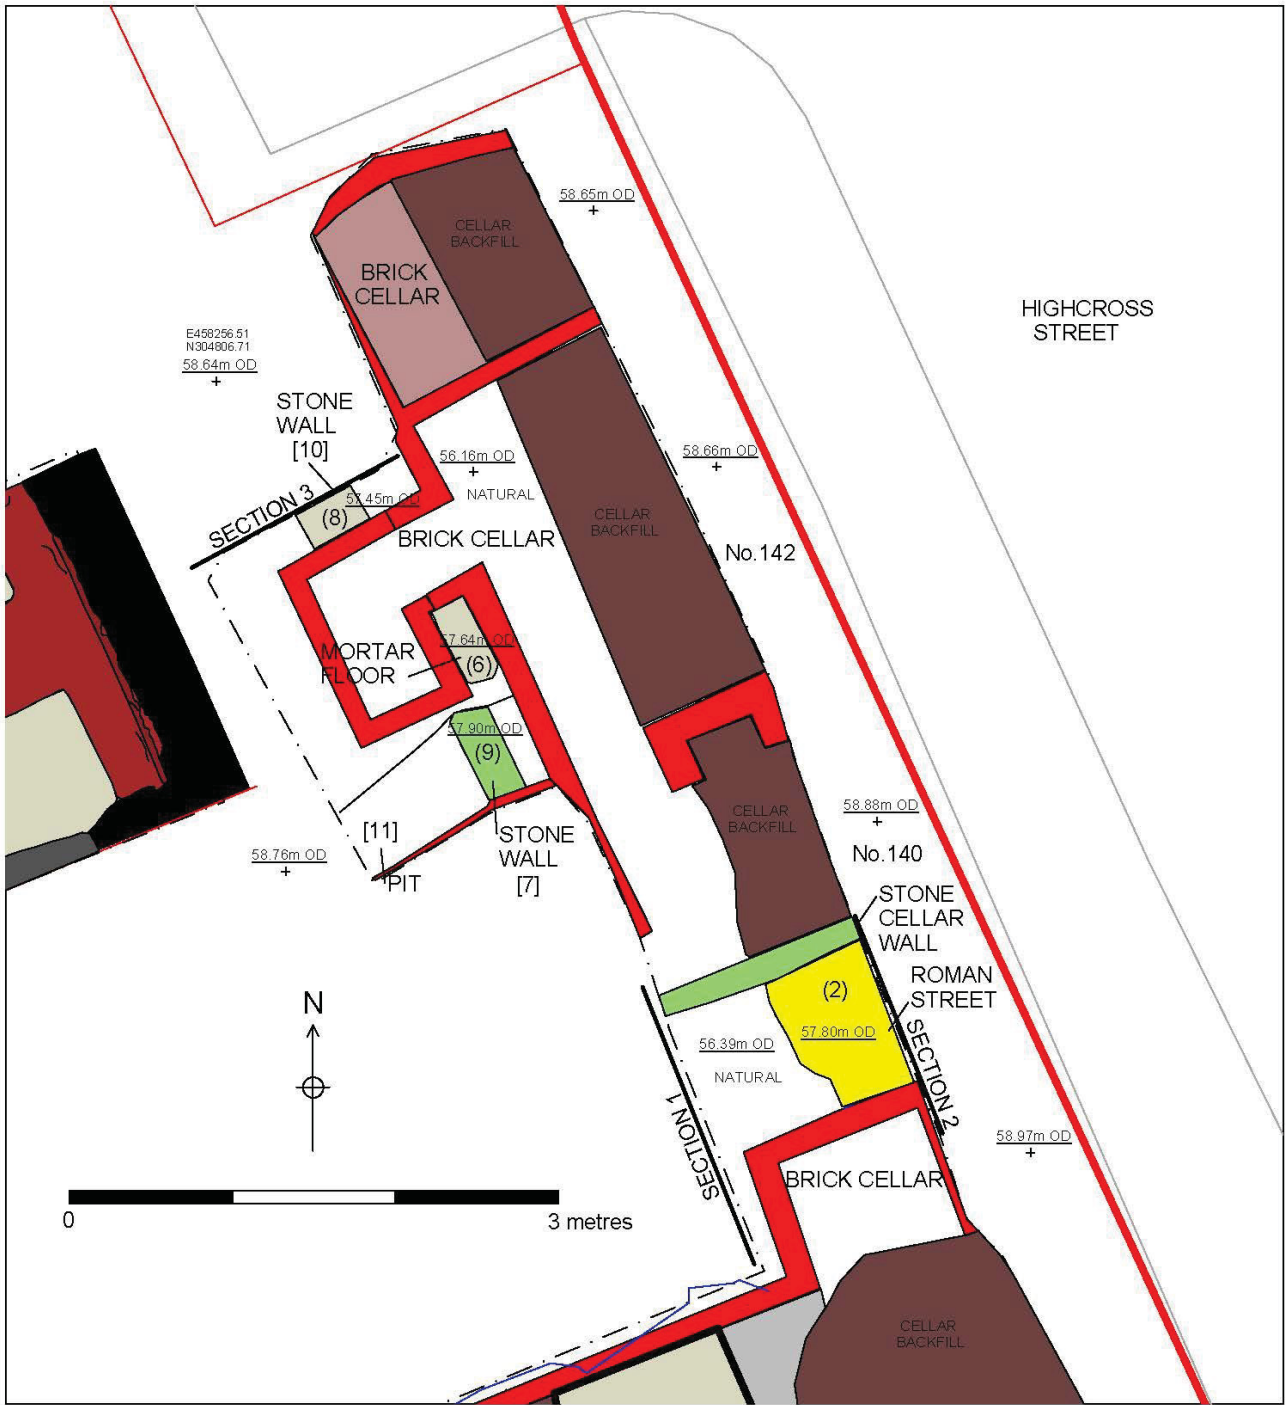 58.65m OD
CELLAR
BACKFILL
BRICK
CELLAR
HIGHCROSS
STREET
E458256.51
N304806.71
58.64m OD
STONE
WALL
[10]
56.16m OD
NATURAL
58.66m OD
SECTION 3
57.45m OD
(8)
CELLAR
BACKFILL
BRICK CELLAR
No.142
57.64m OD
MORTAR
FLOOR
(6)
57.90m OD
(9)
58.88m OD
CELLAR
BACKFILL
[11]
STONE
WALL
[7]
No.140
58.76m OD
PIT
STONE
CELLAR
WALL
ROMAN
STREET
(2)
57.80m OD
56.39m OD
NATURAL
SECTION 2
SECTION 1
N
58.97m OD
BRICK CELLAR
0
3 metres
CELLAR
BACKFILL